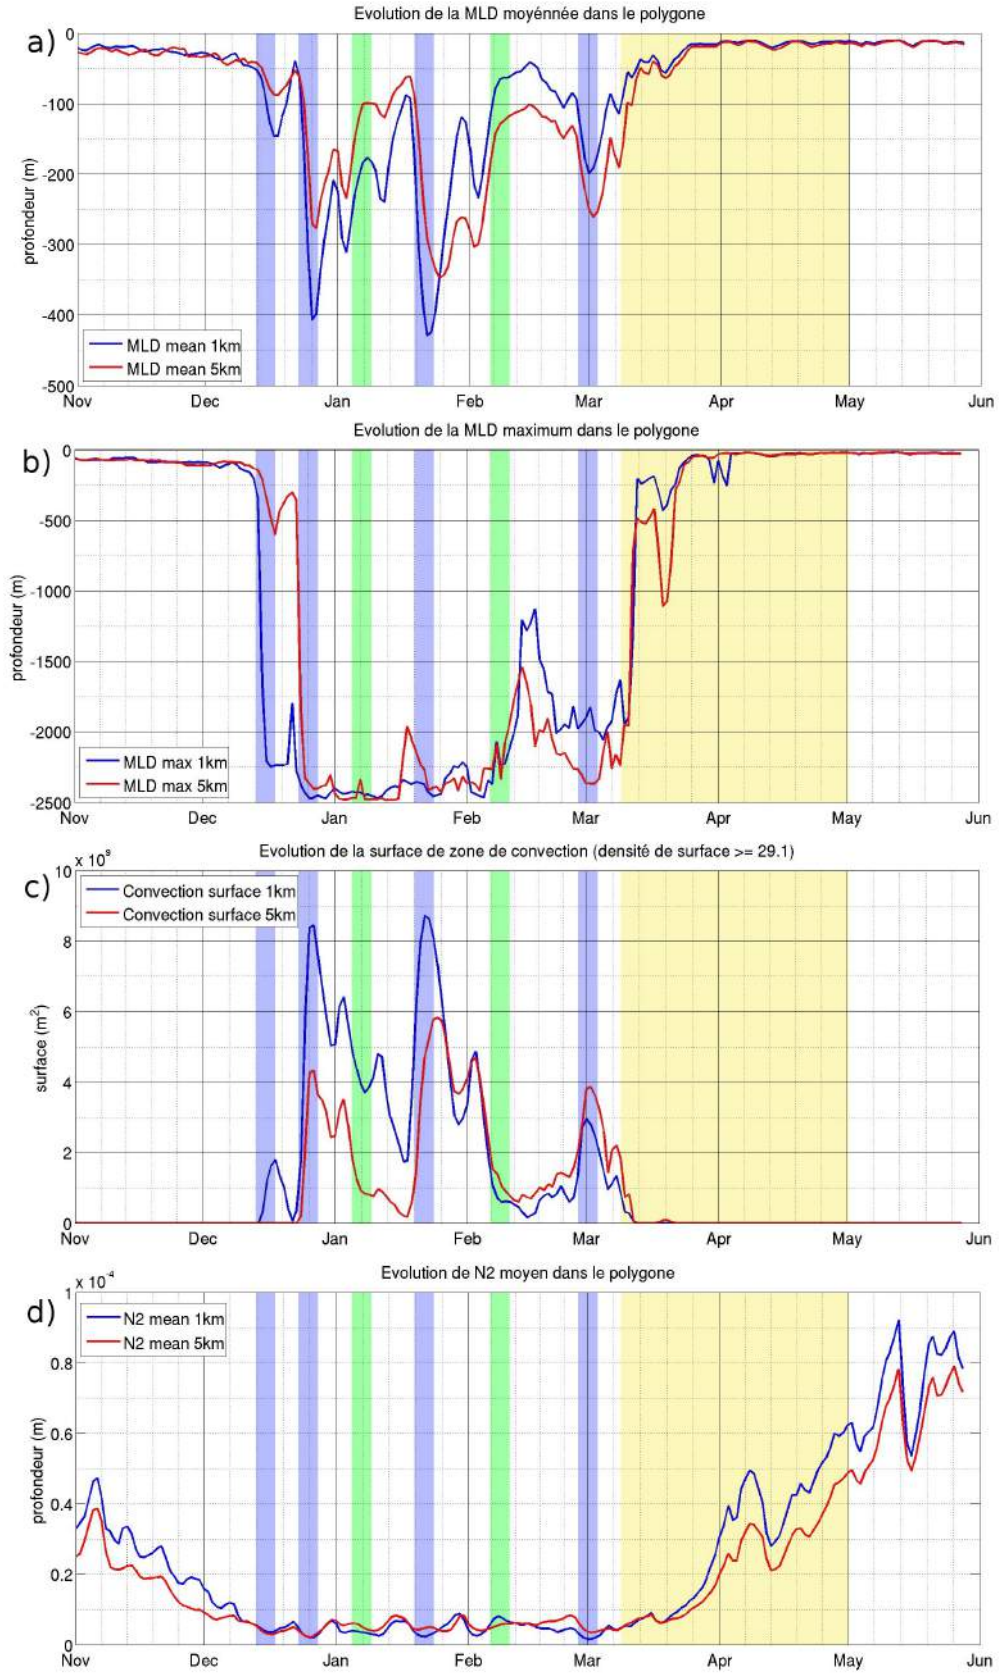 Evolution de la MLD moyénnée dans le polygone
a)
0
-100
-200
-300
-400
-500
profondeur (m)
MLD mean 1km
MLD mean 5km
Nov Dec Jan Feb Mar Apr May Jun
Evolution de la MLD maximum dans le polygone
b)
0
-500
-1000
-1500
-2000
-2500
profondeur (m)
MLD max 1km
MLD max 5km
Nov Dec Jan Feb Mar Apr May Jun
Evolution de la surface de zone de convection (densité de surface >= 29.1)
x 10⁹
c)
10
8
6
4
2
0
surface (m²)
Convection surface 1km
Convection surface 5km
Nov Dec Jan Feb Mar Apr May Jun
Evolution de N2 moyen dans le polygone
x 10⁻⁴
d)
1
0.8
0.6
0.4
0.2
0
profondeur (m)
N2 mean 1km
N2 mean 5km
Nov Dec Jan Feb Mar Apr May Jun